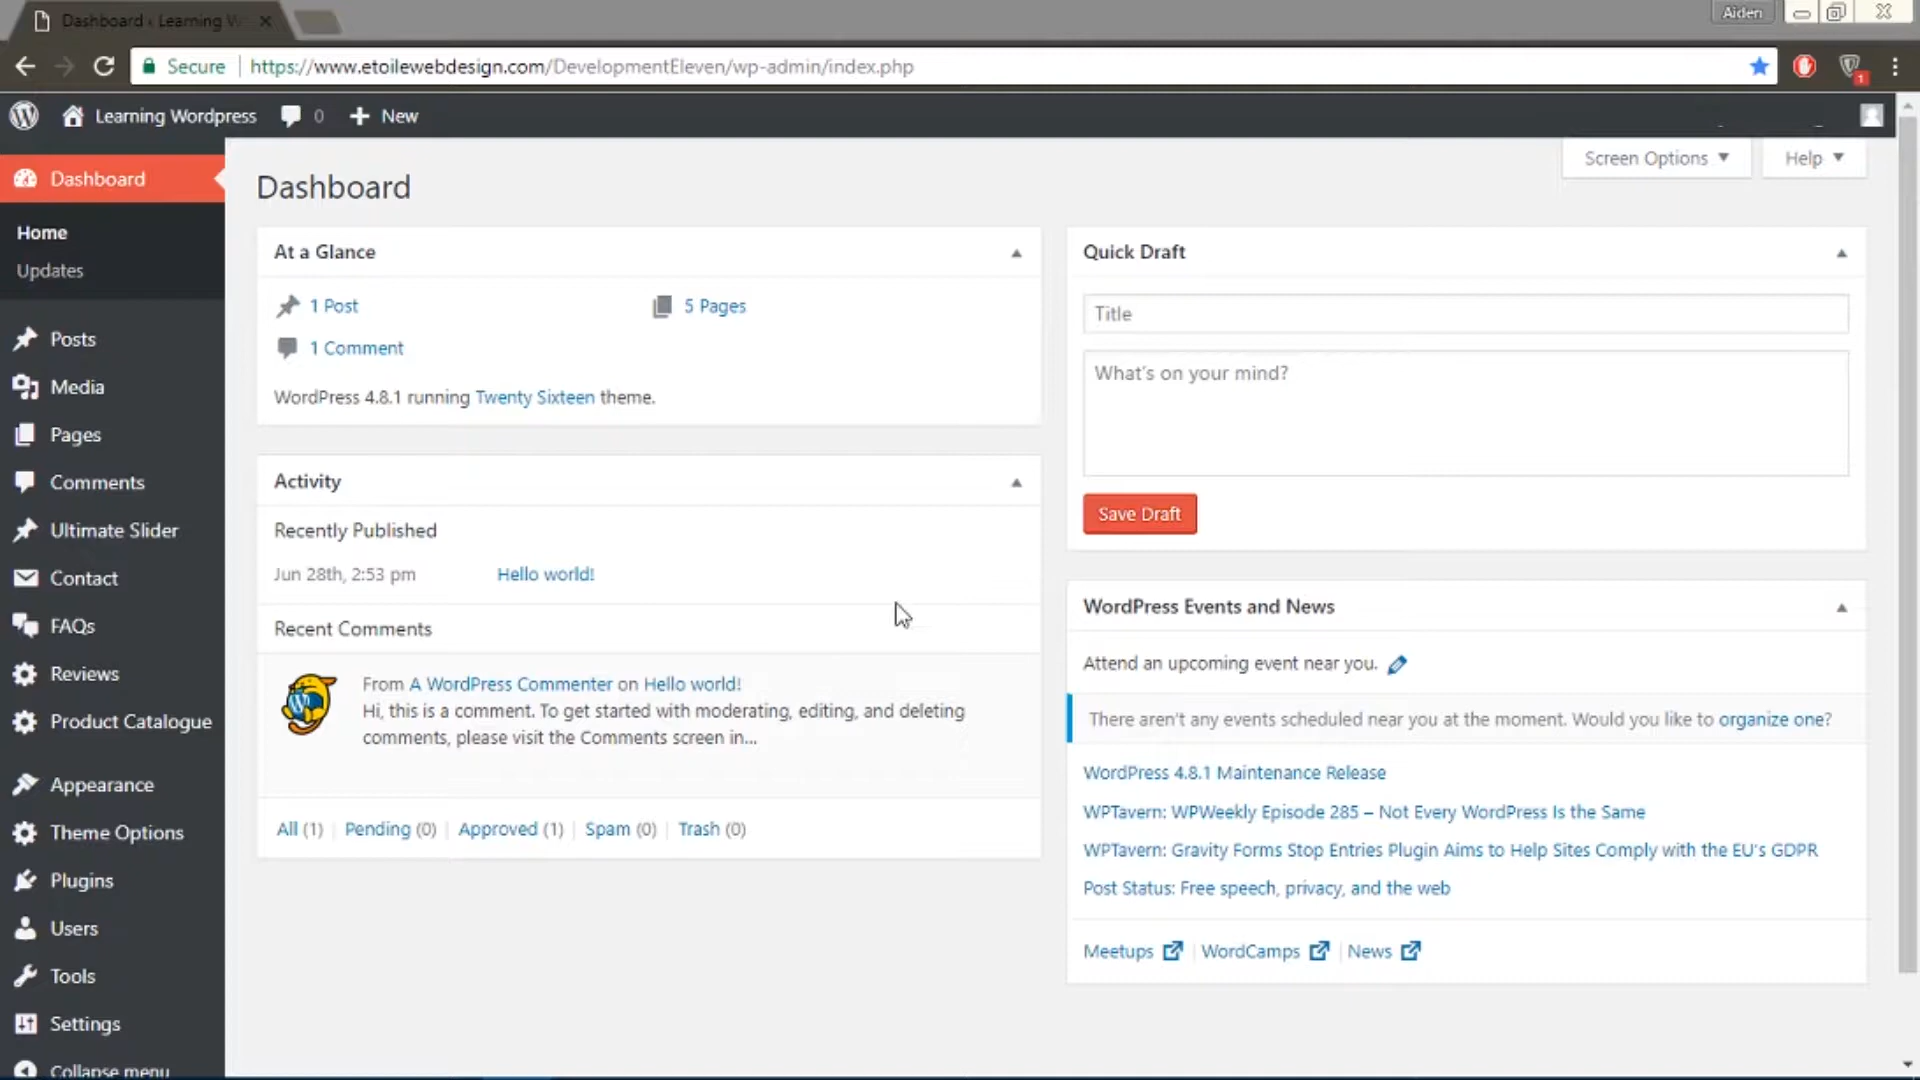 Dashboard ‹ Learning W
Aiden
Secure
https://www.etoilewebdesign.com/DevelopmentEleven/wp-admin/index.php
1
Learning Wordpress
0
New
Screen Options
Help
Dashboard
Home
Updates
Posts
Media
Pages
Comments
Ultimate Slider
Contact
FAQs
Reviews
Product Catalogue
Appearance
Theme Options
Plugins
Users
Tools
Settings
Collapse menu
Dashboard
At a Glance
1 Post
5 Pages
1 Comment
WordPress 4.8.1 running Twenty Sixteen theme.
Activity
Recently Published
Jun 28th, 2:53 pm
Hello world!
Recent Comments
From A WordPress Commenter on Hello world!
Hi, this is a comment. To get started with moderating, editing, and deleting
comments, please visit the Comments screen in...
All (1) | Pending (0) | Approved (1) | Spam (0) | Trash (0)
Quick Draft
Title
What's on your mind?
Save Draft
WordPress Events and News
Attend an upcoming event near you.
There aren't any events scheduled near you at the moment. Would you like to organize one?
WordPress 4.8.1 Maintenance Release
WPTavern: WPWeekly Episode 285 – Not Every WordPress Is the Same
WPTavern: Gravity Forms Stop Entries Plugin Aims to Help Sites Comply with the EU's GDPR
Post Status: Free speech, privacy, and the web
Meetups | WordCamps | News